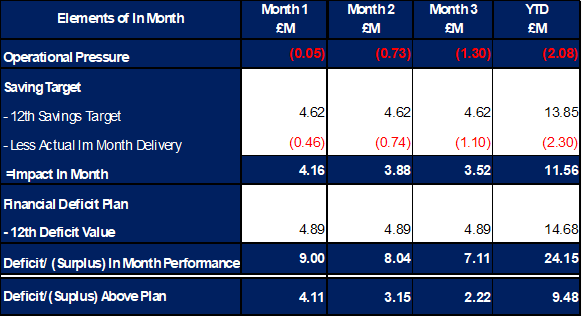 Elements of In Month Month 1 £M Month 2 £M Month 3 £M YTD £M
Operational Pressure (0.05) (0.73) (1.30) (2.08)
Saving Target
- 12th Savings Target 4.62 4.62 4.62 13.85
- Less Actual Im Month Delivery (0.46) (0.74) (1.10) (2.30)
=Impact In Month 4.16 3.88 3.52 11.56
Financial Deficit Plan
- 12th Deficit Value 4.89 4.89 4.89 14.68
Deficit/ (Surplus) In Month Performance 9.00 8.04 7.11 24.15
Deficit/(Suplus) Above Plan 4.11 3.15 2.22 9.48